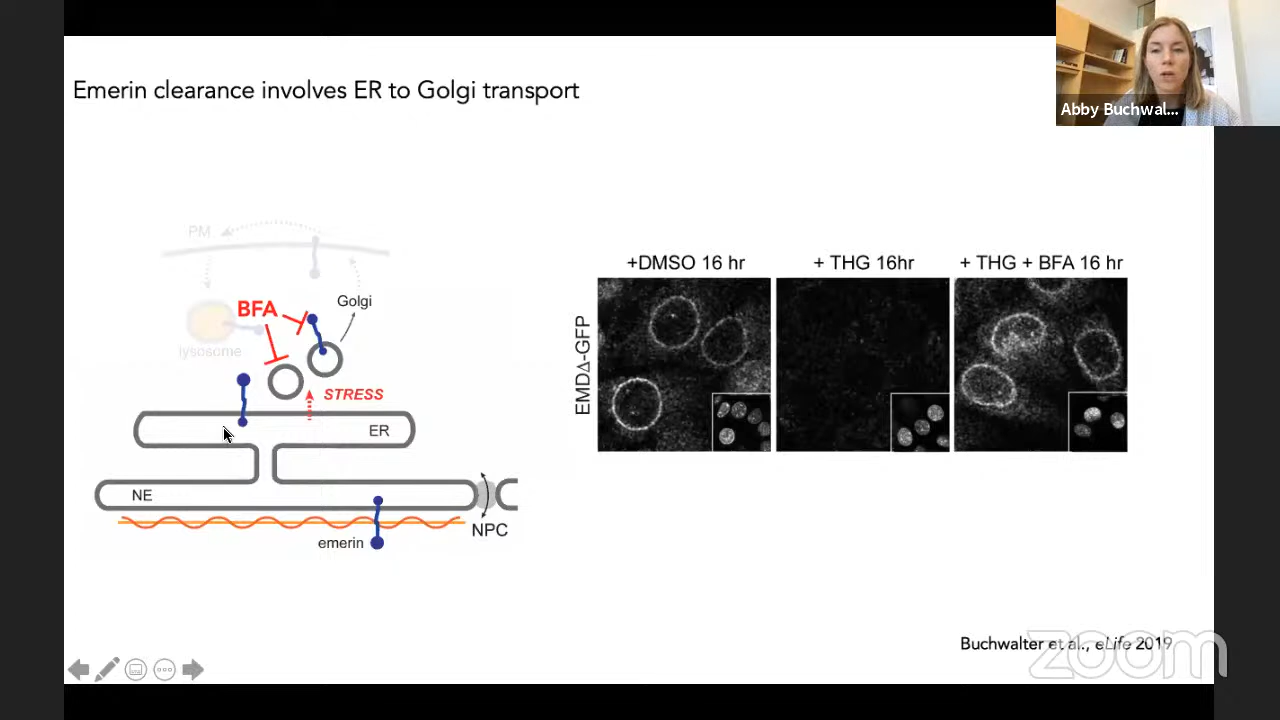 Abby Buchwal...
Emerin clearance involves ER to Golgi transport
PM
BFA
Golgi
lysosome
STRESS
ER
NE
NPC
emerin
+DMSO 16 hr
+ THG 16hr
+ THG + BFA 16 hr
EMDΔ-GFP
Buchwalter et al., eLife 2019
zoom